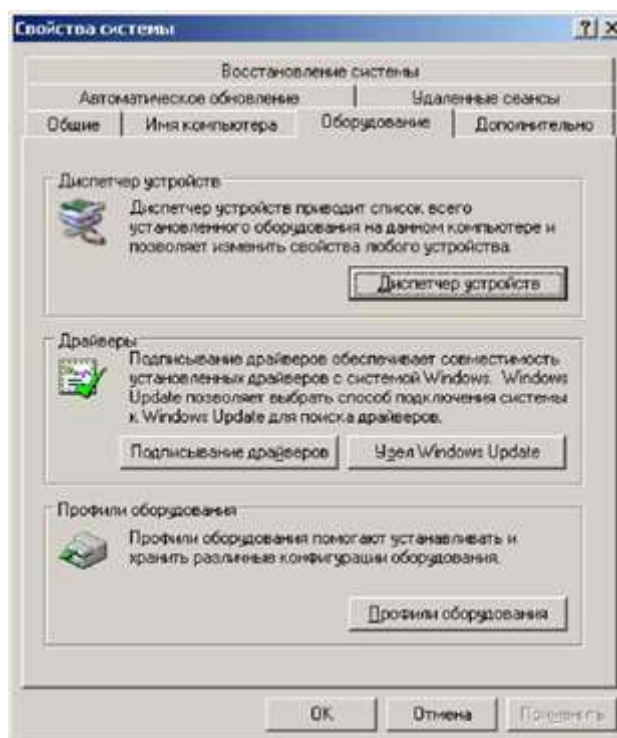 Свойства системы
Восстановление системы
Автоматическое обновление Удаленные сеансы
Общие Имя компьютера Оборудование Дополнительно
Диспетчер устройств
Диспетчер устройств приводит список всего
установленного оборудования на данном компьютере и
позволяет изменить свойства любого устройства.
Диспетчер устройств
Драйверы
Подписывание драйверов обеспечивает совместимость
установленных драйверов с системой Windows. Windows
Update позволяет выбрать способ подключения системы
к Windows Update для поиска драйверов.
Подписывание драйверов Узел Windows Update
Профили оборудования
Профили оборудования помогают устанавливать и
хранить различные конфигурации оборудования.
Профили оборудования
OK Отмена Применить